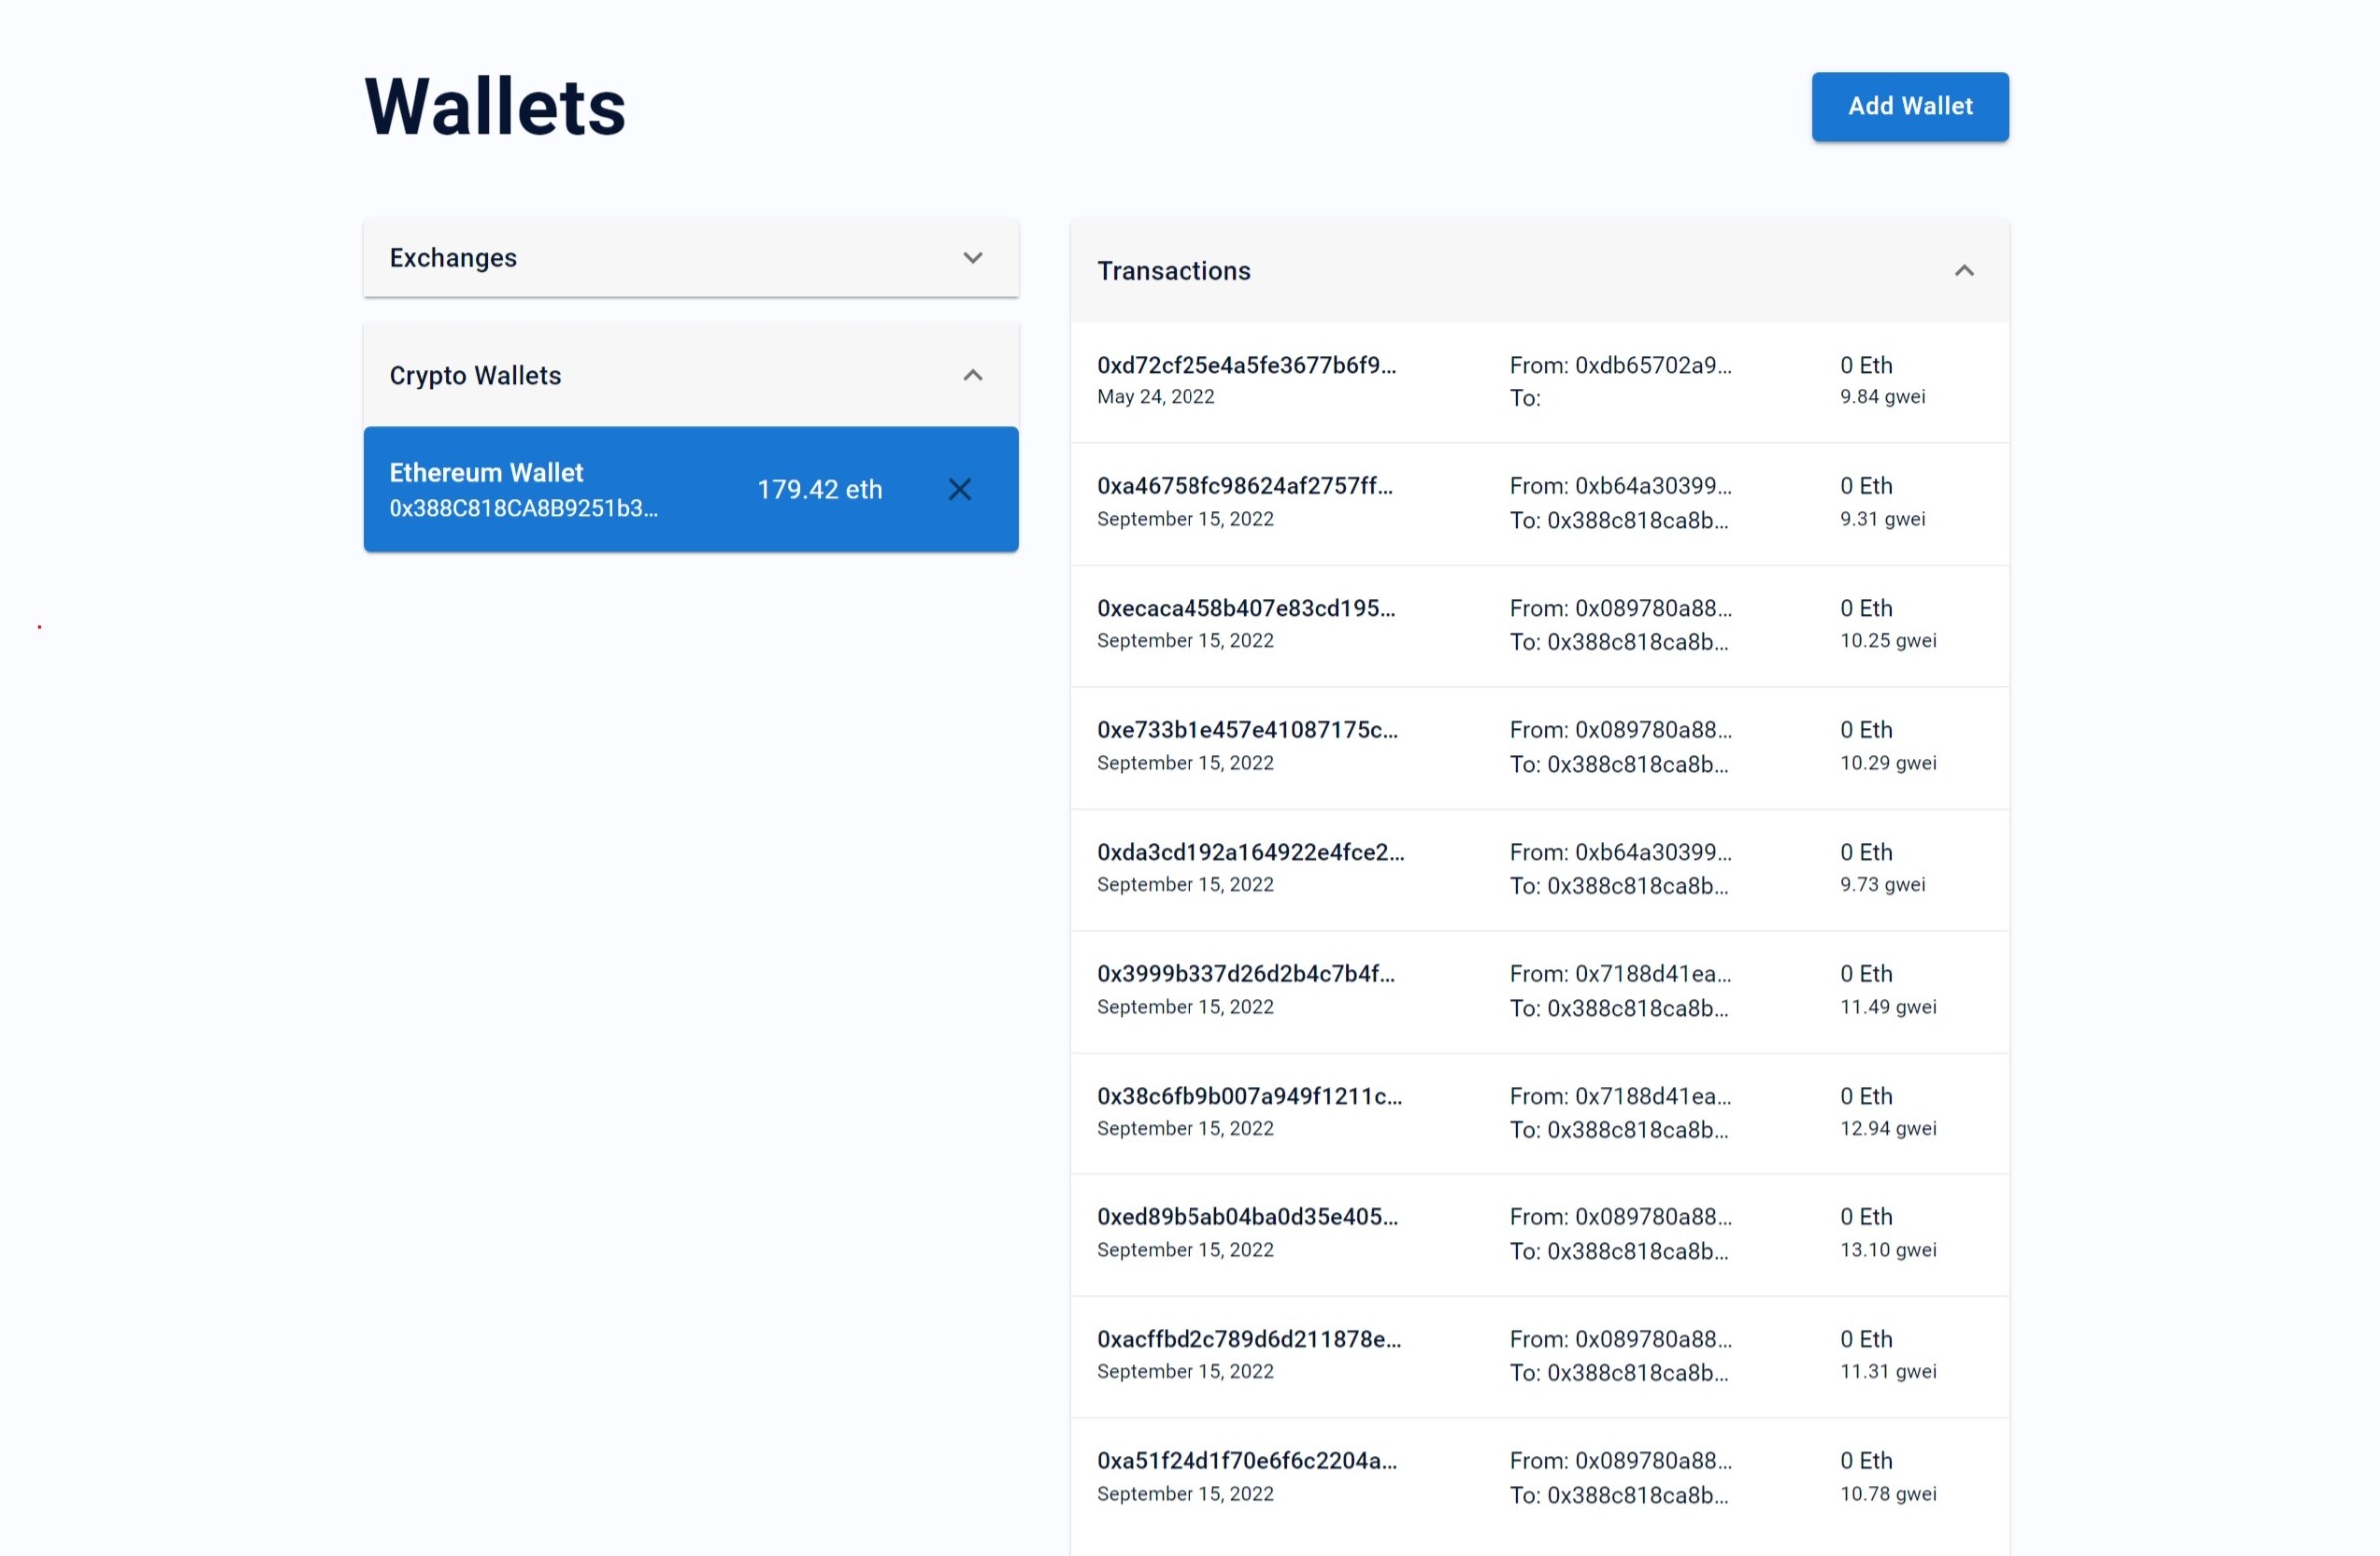 Wallets
Add Wallet
Exchanges
Crypto Wallets
Ethereum Wallet
0x388C818CA8B9251b3...
179.42 eth
Transactions
0xd72cf25e4a5fe3677b6f9...
May 24, 2022
From: 0xdb65702a9...
To:
0 Eth
9.84 gwei
0xa46758fc98624af2757ff...
September 15, 2022
From: 0xb64a30399...
To: 0x388c818ca8b...
0 Eth
9.31 gwei
0xecaca458b407e83cd195...
September 15, 2022
From: 0x089780a88...
To: 0x388c818ca8b...
0 Eth
10.25 gwei
0xe733b1e457e41087175c...
September 15, 2022
From: 0x089780a88...
To: 0x388c818ca8b...
0 Eth
10.29 gwei
0xda3cd192a164922e4fce2...
September 15, 2022
From: 0xb64a30399...
To: 0x388c818ca8b...
0 Eth
9.73 gwei
0x3999b337d26d2b4c7b4f...
September 15, 2022
From: 0x7188d41ea...
To: 0x388c818ca8b...
0 Eth
11.49 gwei
0x38c6fb9b007a949f1211c...
September 15, 2022
From: 0x7188d41ea...
To: 0x388c818ca8b...
0 Eth
12.94 gwei
0xed89b5ab04ba0d35e405...
September 15, 2022
From: 0x089780a88...
To: 0x388c818ca8b...
0 Eth
13.10 gwei
0xacffbd2c789d6d211878e...
September 15, 2022
From: 0x089780a88...
To: 0x388c818ca8b...
0 Eth
11.31 gwei
0xa51f24d1f70e6f6c2204a...
September 15, 2022
From: 0x089780a88...
To: 0x388c818ca8b...
0 Eth
10.78 gwei